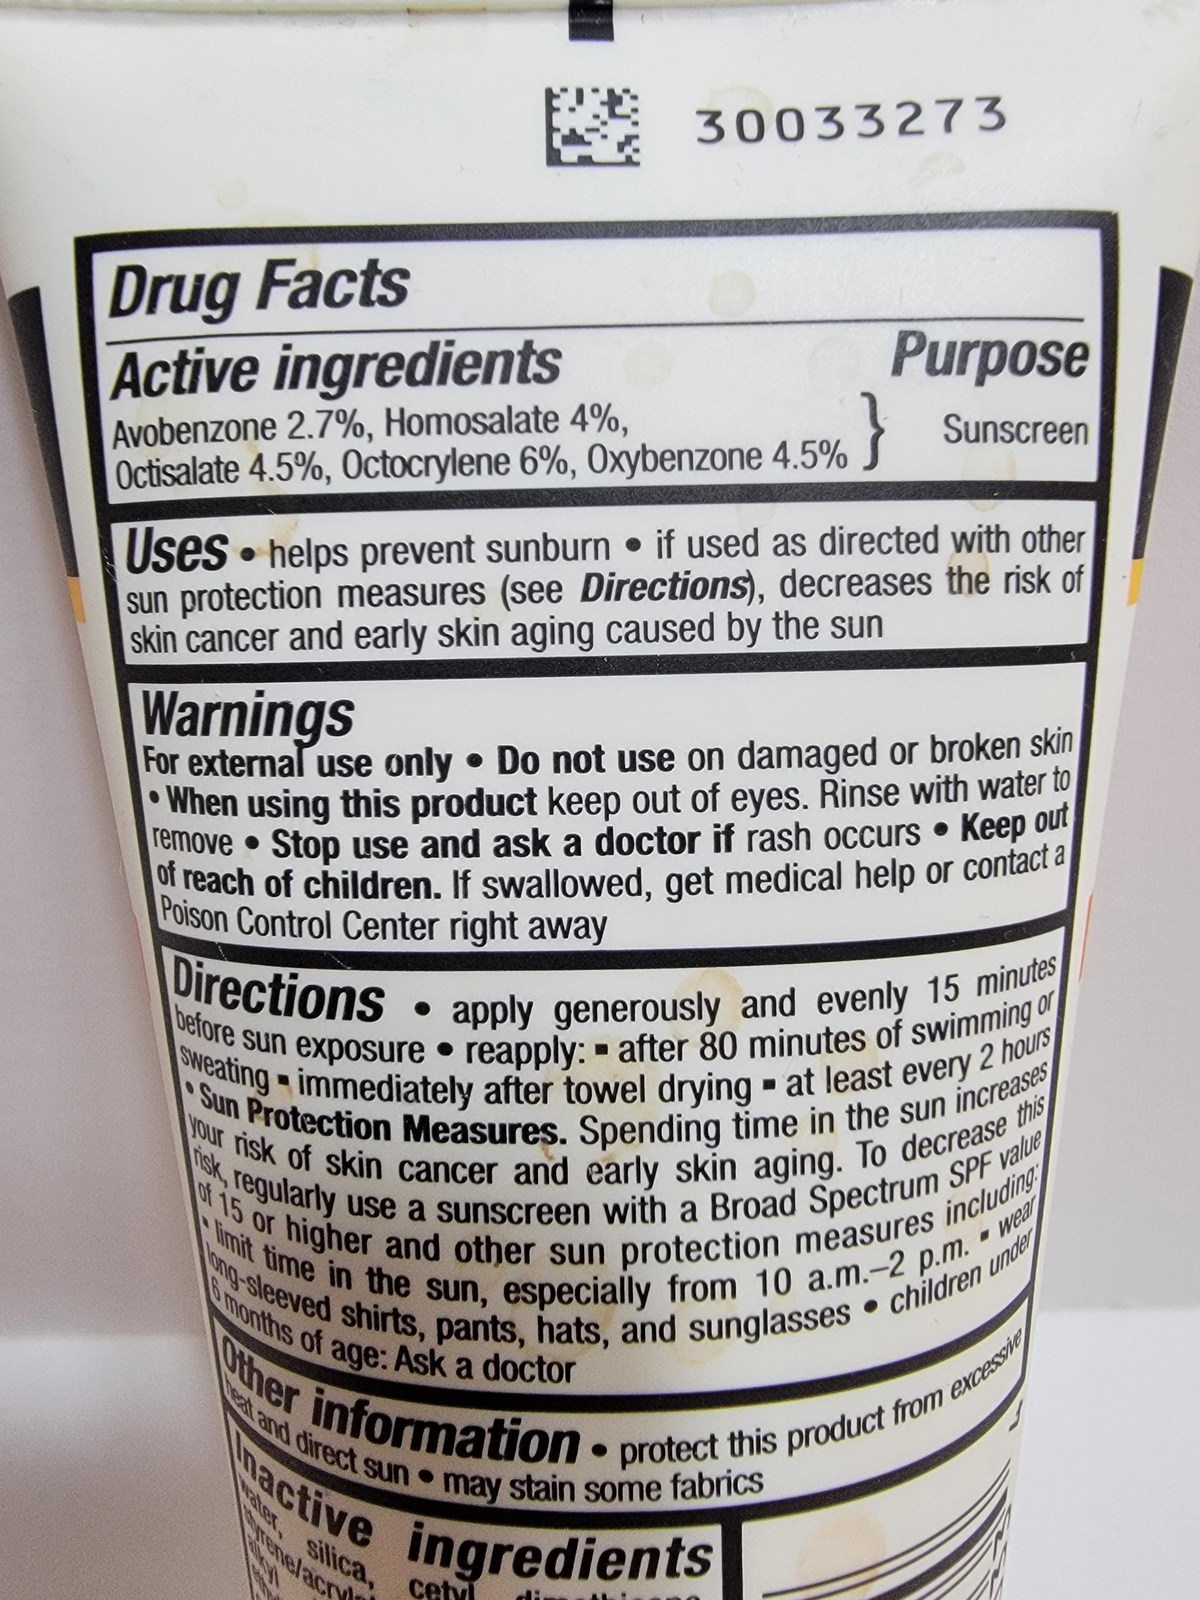 30033273
Drug Facts
Active ingredients Purpose
Avobenzone 2.7%, Homosalate 4%,
Octisalate 4.5%, Octocrylene 6%, Oxybenzone 4.5% } Sunscreen
Uses • helps prevent sunburn • if used as directed with other
sun protection measures (see Directions), decreases the risk of
skin cancer and early skin aging caused by the sun
Warnings
For external use only • Do not use on damaged or broken skin
• When using this product keep out of eyes. Rinse with water to
remove • Stop use and ask a doctor if rash occurs • Keep out
of reach of children. If swallowed, get medical help or contact a
Poison Control Center right away
Directions • apply generously and evenly 15 minutes
before sun exposure • reapply: ▪ after 80 minutes of swimming or
sweating ▪ immediately after towel drying ▪ at least every 2 hours
• Sun Protection Measures. Spending time in the sun increases
your risk of skin cancer and early skin aging. To decrease this
risk, regularly use a sunscreen with a Broad Spectrum SPF value
of 15 or higher and other sun protection measures including:
▪ limit time in the sun, especially from 10 a.m.–2 p.m. ▪ wear
long-sleeved shirts, pants, hats, and sunglasses • children under
6 months of age: Ask a doctor
Other information • protect this product from excessive
heat and direct sun • may stain some fabrics
Inactive ingredients
water, silica, cetyl